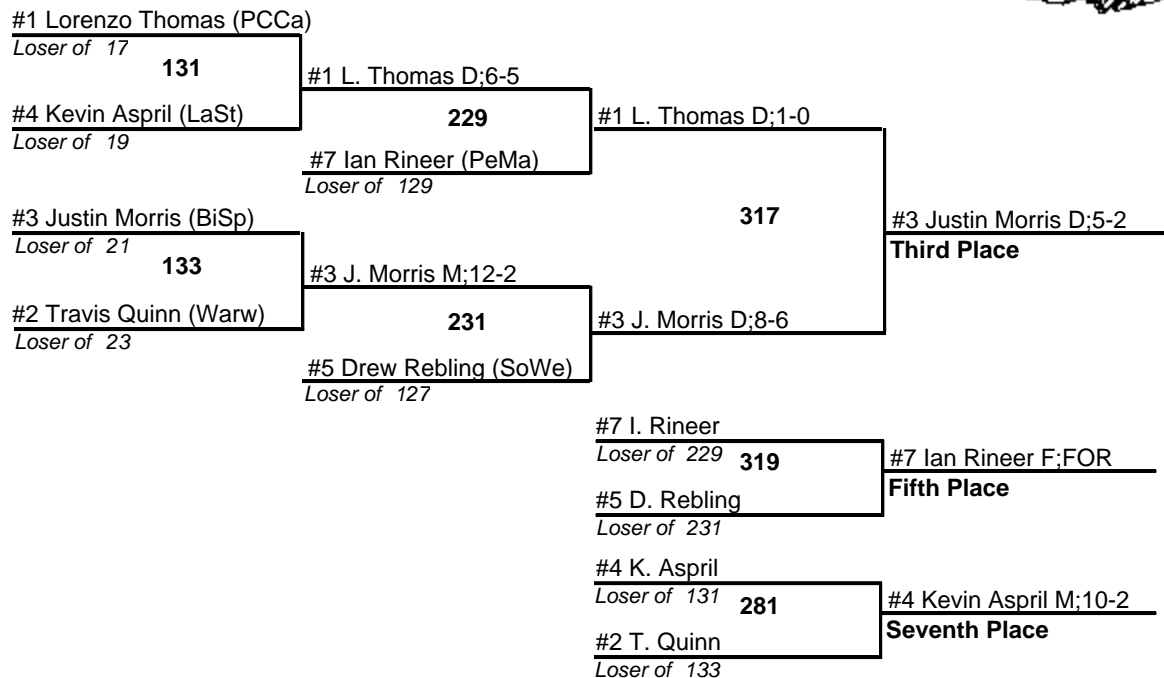 #1 Lorenzo Thomas (PCCa)
Loser of 17
131
#1 L. Thomas D;6-5
#4 Kevin Aspril (LaSt)
Loser of 19
229
#1 L. Thomas D;1-0
#7 Ian Rineer (PeMa)
Loser of 129
#3 Justin Morris (BiSp)
Loser of 21
317
#3 Justin Morris D;5-2
Third Place
133
#3 J. Morris M;12-2
#2 Travis Quinn (Warw)
Loser of 23
231
#3 J. Morris D;8-6
#5 Drew Rebling (SoWe)
Loser of 127
#7 I. Rineer
Loser of 229
319
#7 Ian Rineer F;FOR
Fifth Place
#5 D. Rebling
Loser of 231
#4 K. Aspril
Loser of 131
281
#4 Kevin Aspril M;10-2
Seventh Place
#2 T. Quinn
Loser of 133